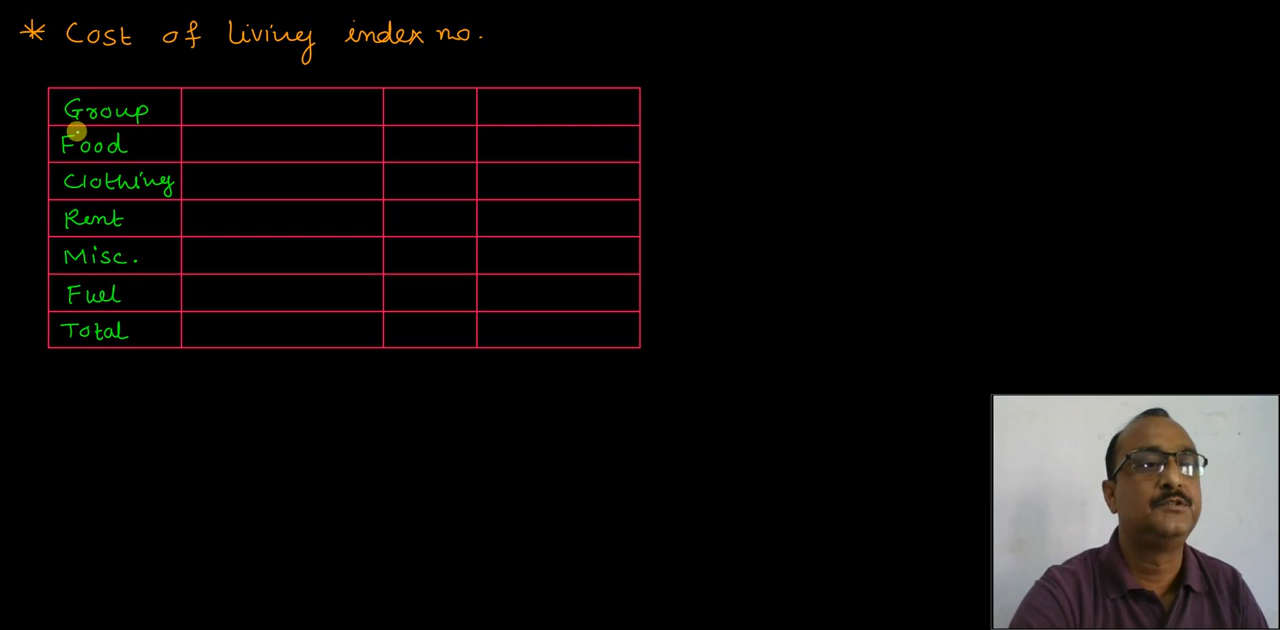 * Cost of living index no.
Group
Food
Clothing
Rent
Misc.
Fuel
Total